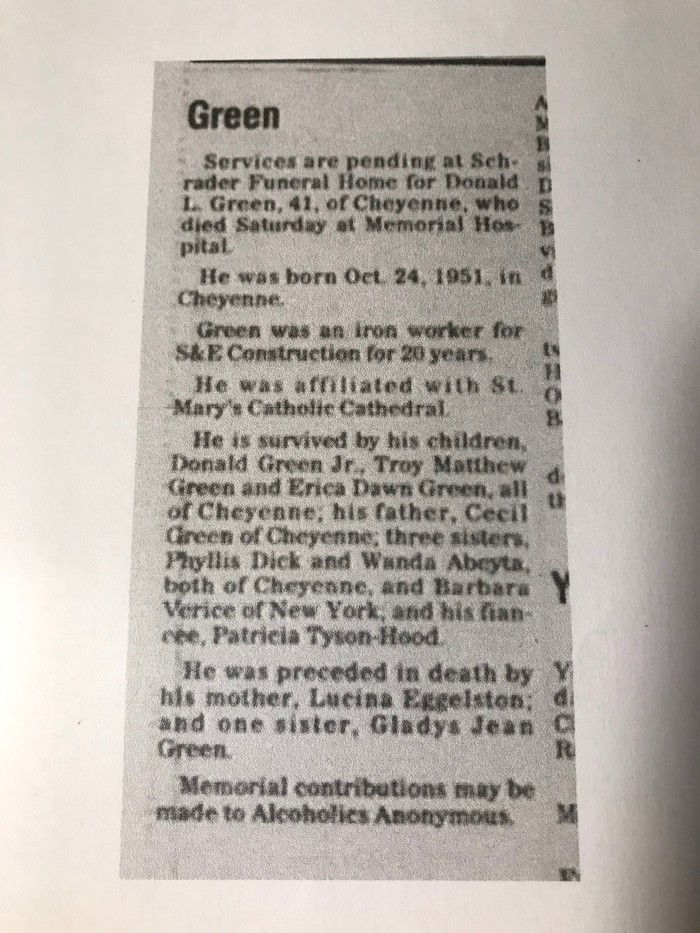 Green
Services are pending at Sch-
rader Funeral Home for Donald
L. Green, 41, of Cheyenne, who
died Saturday at Memorial Hos-
pital.
He was born Oct. 24, 1951, in
Cheyenne.
Green was an iron worker for
S&E Construction for 20 years.
He was affiliated with St.
Mary's Catholic Cathedral.
He is survived by his children,
Donald Green Jr., Troy Matthew
Green and Erica Dawn Green, all
of Cheyenne; his father, Cecil
Green of Cheyenne; three sisters,
Phyllis Dick and Wanda Abeyta,
both of Cheyenne, and Barbara
Verice of New York; and his fian-
cée, Patricia Tyson-Hood.
He was preceded in death by
his mother, Lucina Eggelston;
and one sister, Gladys Jean
Green.
Memorial contributions may be
made to Alcoholics Anonymous.